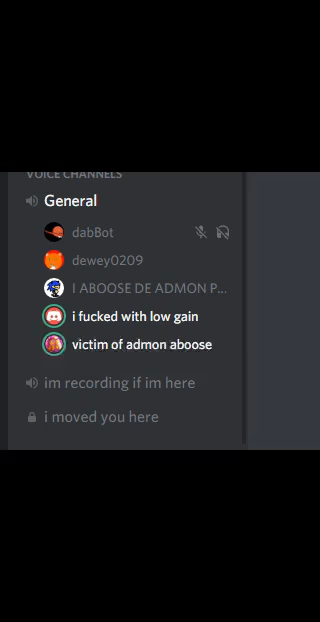 VOICE CHANNELS
General
dabBot
dewey0209
I ABOOSE DE ADMON P...
i fucked with low gain
victim of admon aboose
im recording if im here
i moved you here